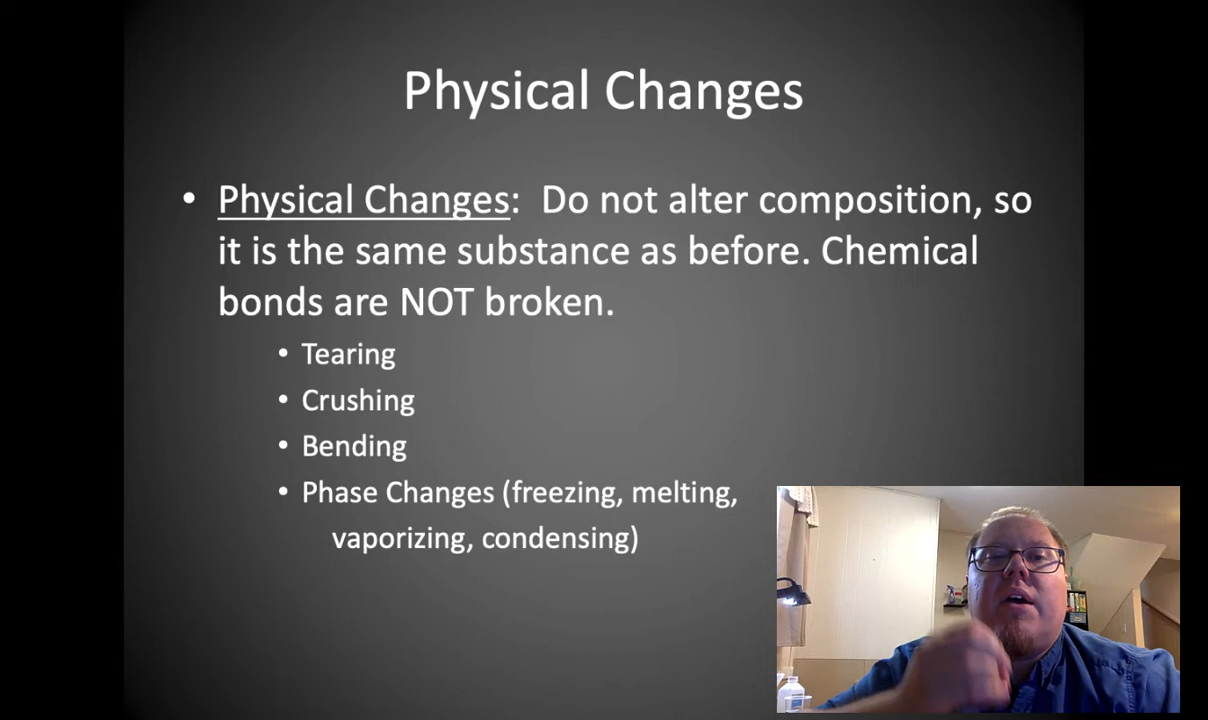 Physical Changes
• Physical Changes:  Do not alter composition, so
it is the same substance as before. Chemical
bonds are NOT broken.
• Tearing
• Crushing
• Bending
• Phase Changes (freezing, melting,
vaporizing, condensing)